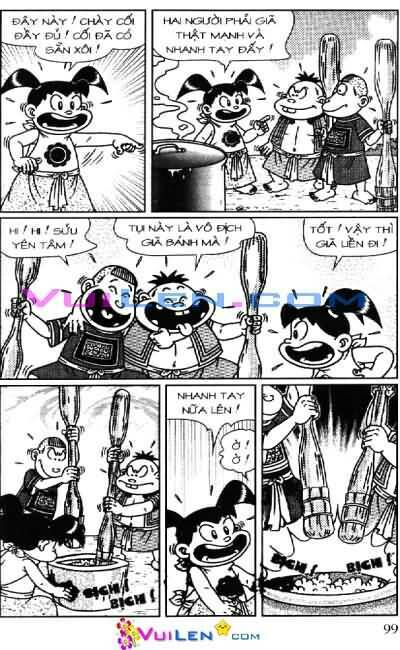 ĐÂY NÀY! CHÀY CỐI
ĐẦY ĐỦ! CỐI ĐÃ CÓ
SẴN XÔI!
HAI NGƯỜI PHẢI GIÃ
THẬT MẠNH VÀ
NHANH TAY ĐẤY!
HI! HI! SỬU
YÊN TÂM!
TỤI NÀY LÀ VÔ ĐỊCH
GIÃ BÁNH MÀ!
TỐT! VẬY THÌ
GIÃ LIỀN ĐI!
VUILEN.COM
BỊCH!
BỊCH!
NHANH TAY
NỮA LÊN!
Ờ!
Ờ!
BỊCH!
BỊCH!
99
VUILEN.COM